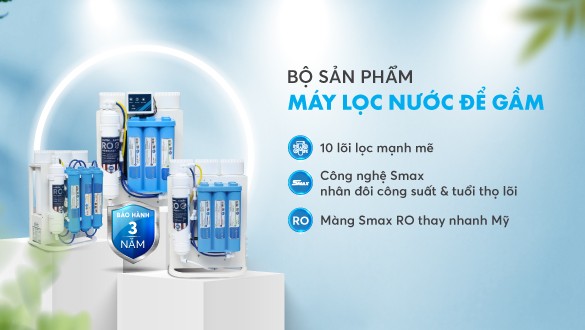 BỘ SẢN PHẨM
MÁY LỌC NƯỚC ĐỂ GẦM
10 lõi lọc mạnh mẽ
SMAX
Công nghệ Smax
nhân đôi công suất & tuổi thọ lõi
RO
Màng Smax RO thay nhanh Mỹ
RO
BẢO HÀNH
3
NĂM